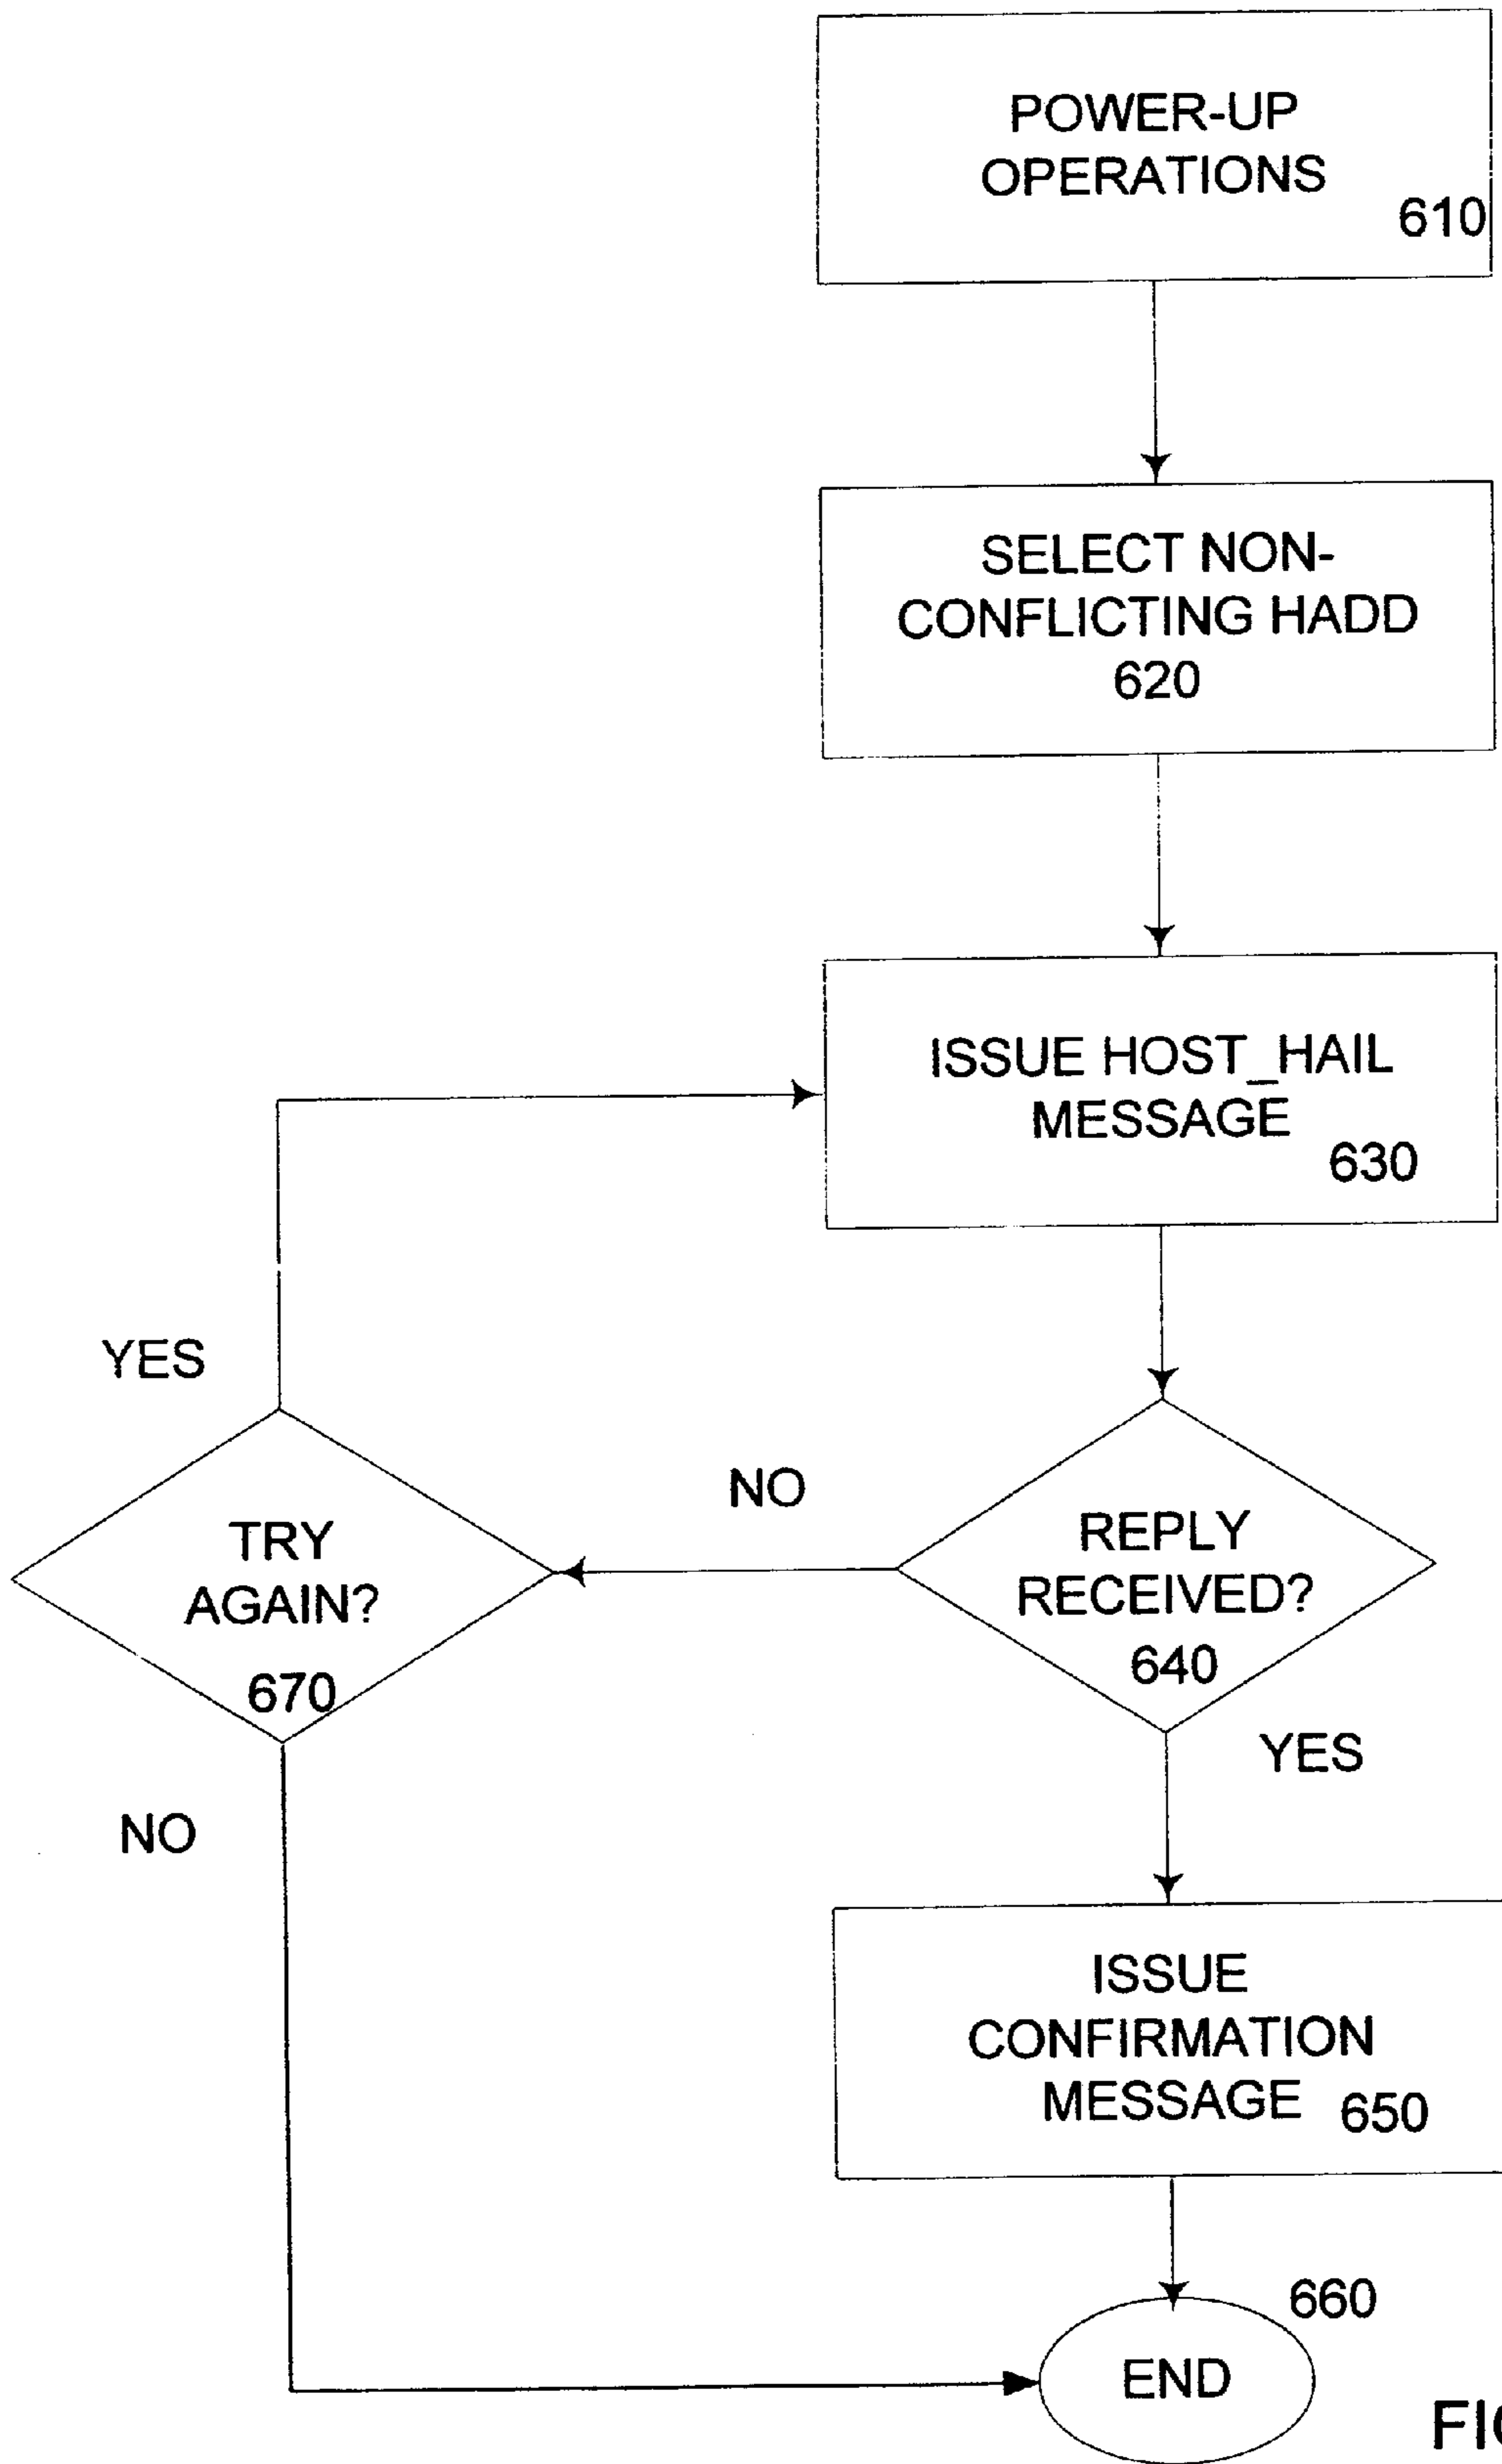 POWER-UP
OPERATIONS
610
SELECT NON-
CONFLICTING HADD
620
ISSUE HOST_HAIL
MESSAGE
630
YES
NO
TRY
AGAIN?
670
REPLY
RECEIVED?
640
YES
NO
ISSUE
CONFIRMATION
MESSAGE 650
660
END